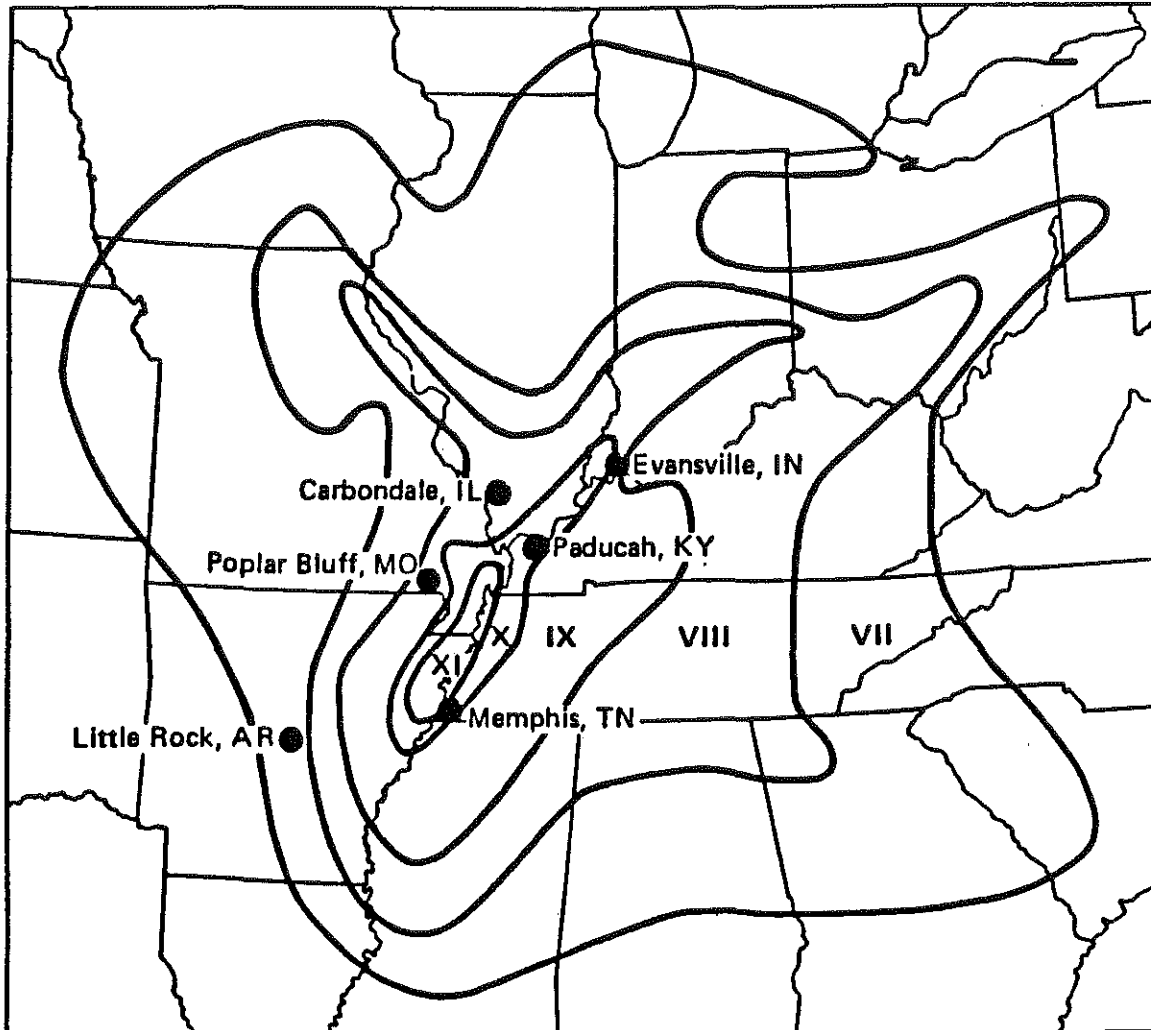 Evansville, IN
Carbondale, IL
Paducah, KY
Poplar Bluff, MO
X IX VIII VII
XI
Memphis, TN
Little Rock, AR